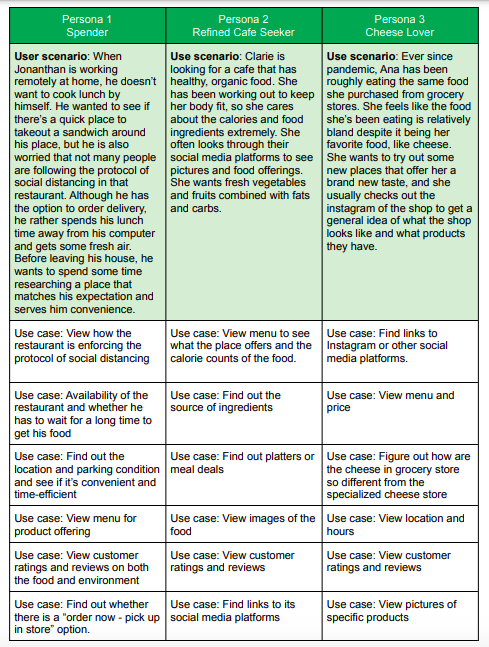 Persona 1
Spender
Persona 2
Refined Cafe Seeker
Persona 3
Cheese Lover
User scenario: When
Jonanthan is working
remotely at home, he doesn't
want to cook lunch by
himself. He wanted to see if
there's a quick place to
takeout a sandwich around
his place, but he is also
worried that not many people
are following the protocol of
social distancing in that
restaurant. Although he has
the option to order delivery,
he rather spends his lunch
time away from his computer
and gets some fresh air.
Before leaving his house, he
wants to spend some time
researching a place that
matches his expectation and
serves him convenience.
Use scenario: Clarie is
looking for a cafe that has
healthy, organic food. She
has been working out to keep
her body fit, so she cares
about the calories and food
ingredients extremely. She
often looks through their
social media platforms to see
pictures and food offerings.
She wants fresh vegetables
and fruits combined with fats
and carbs.
Use scenario: Ever since
pandemic, Ana has been
roughly eating the same food
she purchased from grocery
stores. She feels like the food
she's been eating is relatively
bland despite it being her
favorite food, like cheese.
She wants to try out some
new places that offer her a
brand new taste, and she
usually checks out the
instagram of the shop to get a
general idea of what the shop
looks like and what products
they have.
Use case: View how the
restaurant is enforcing the
protocol of social distancing
Use case: View menu to see
what the place offers and the
calorie counts of the food.
Use case: Find links to
Instagram or other social
media platforms.
Use case: Availability of the
restaurant and whether he
has to wait for a long time to
get his food
Use case: Find out the
source of ingredients
Use case: View menu and
price
Use case: Find out the
location and parking condition
and see if it's convenient and
time-efficient
Use case: Find out platters or
meal deals
Use case: Figure out how are
the cheese in grocery store
so different from the
specialized cheese store
Use case: View menu for
product offering
Use case: View images of the
food
Use case: View location and
hours
Use case: View customer
ratings and reviews on both
the food and environment
Use case: View customer
ratings and reviews
Use case: View customer
ratings and reviews
Use case: Find out whether
there is a "order now - pick up
in store" option.
Use case: Find links to its
social media platforms
Use case: View pictures of
specific products